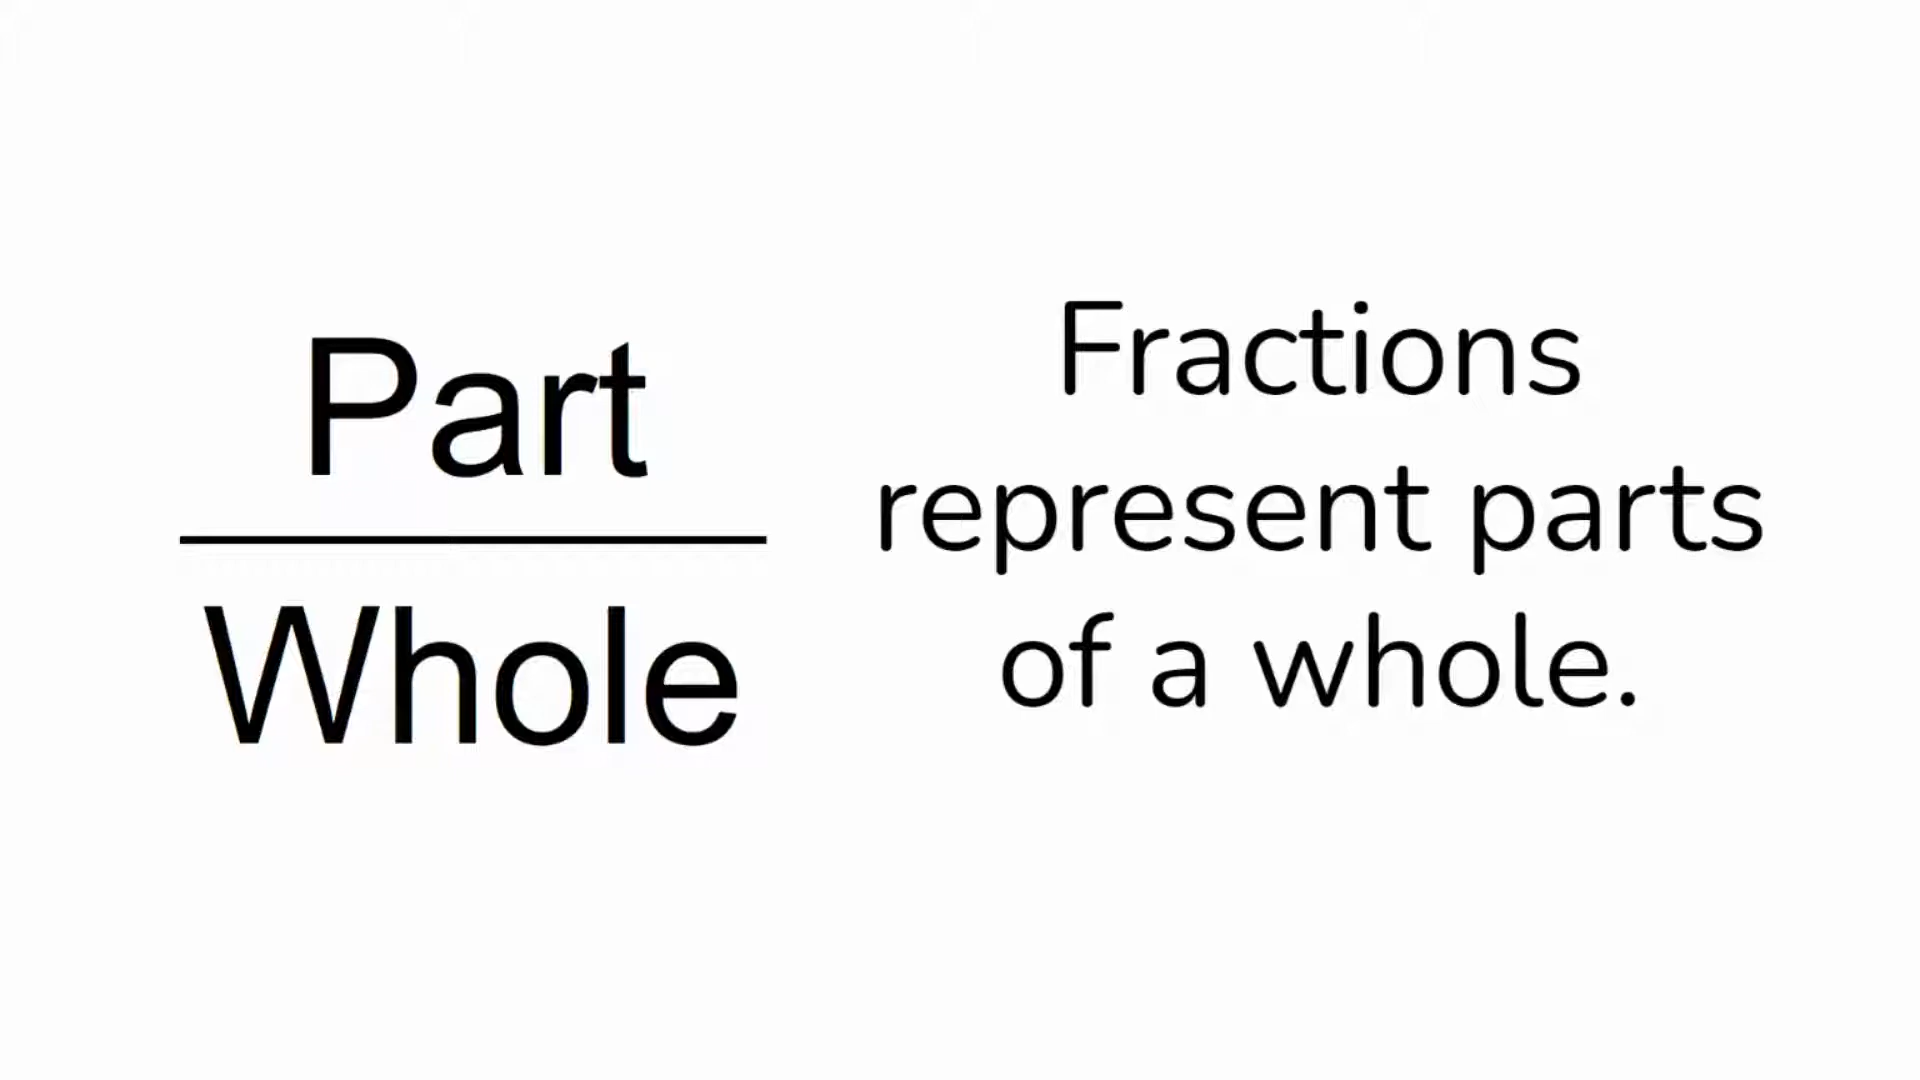 Part
Whole
Fractions
represent parts
of a whole.